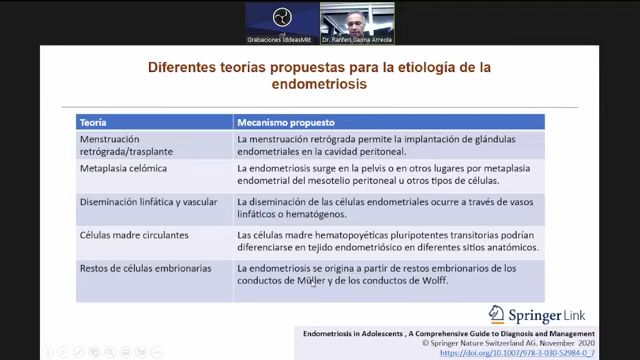 Grabaciones IddeasMkt
Dr. Ranferi Gaona Arreola
Diferentes teorías propuestas para la etiología de la
endometriosis
Teoría
Mecanismo propuesto
Menstruación
retrógrada/trasplante
La menstruación retrógrada permite la implantación de glándulas
endometriales en la cavidad peritoneal.
Metaplasia celómica
La endometriosis surge en la pelvis o en otros lugares por metaplasia
endometrial del mesotelio peritoneal u otros tipos de células.
Diseminación linfática y vascular
La diseminación de las células endometriales ocurre a través de vasos
linfáticos o hematógenos.
Células madre circulantes
Las células madre hematopoyéticas pluripotentes transitorias podrían
diferenciarse en tejido endometriósico en diferentes sitios anatómicos.
Restos de células embrionarias
La endometriosis se origina a partir de restos embrionarios de los
conductos de Müller y de los conductos de Wolff.
Springer Link
Endometriosis in Adolescents , A Comprehensive Guide to Diagnosis and Management
© Springer Nature Switzerland AG. November 2020
https://doi.org/10.1007/978-3-030-52984-0_7